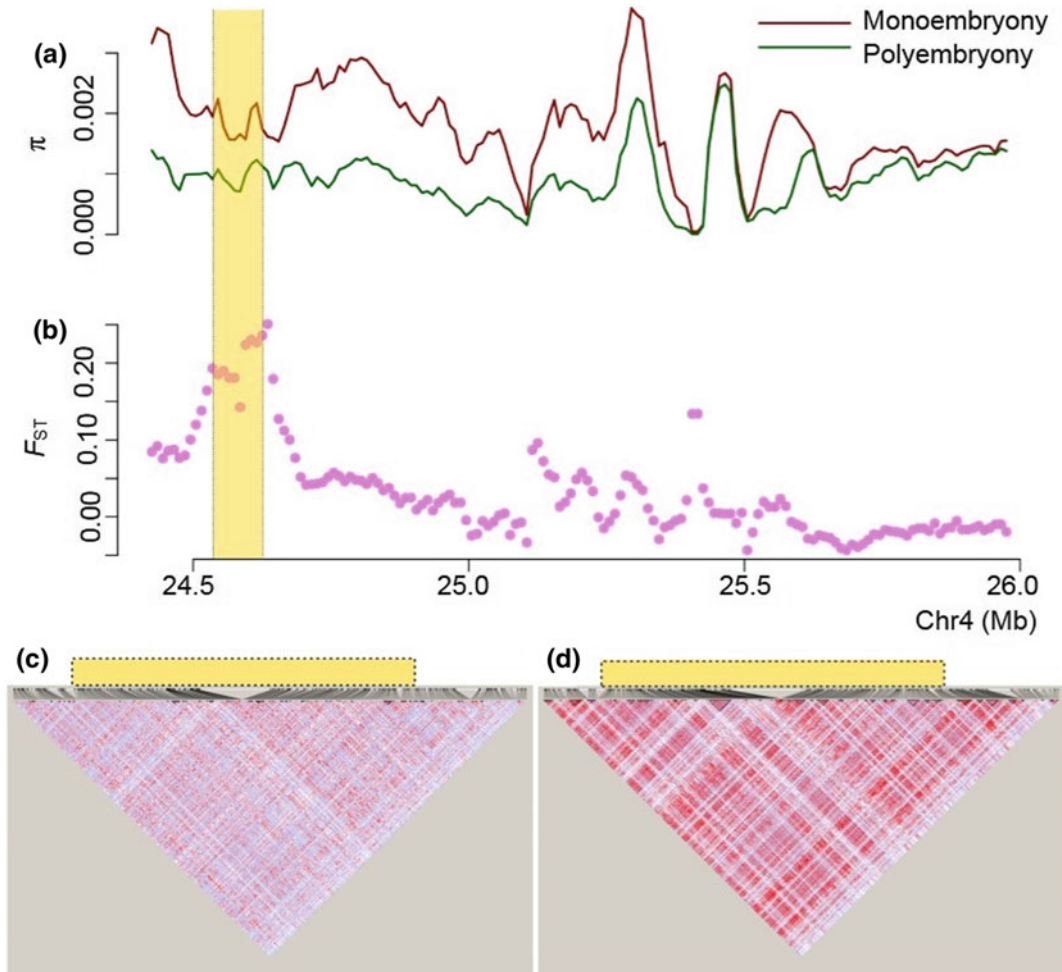 (a)
Monoembryony
Polyembryony
π
0.002
0.000
(b)
FST
0.20
0.10
0.00
24.5 25.0 25.5 26.0
Chr4 (Mb)
(c) (d)